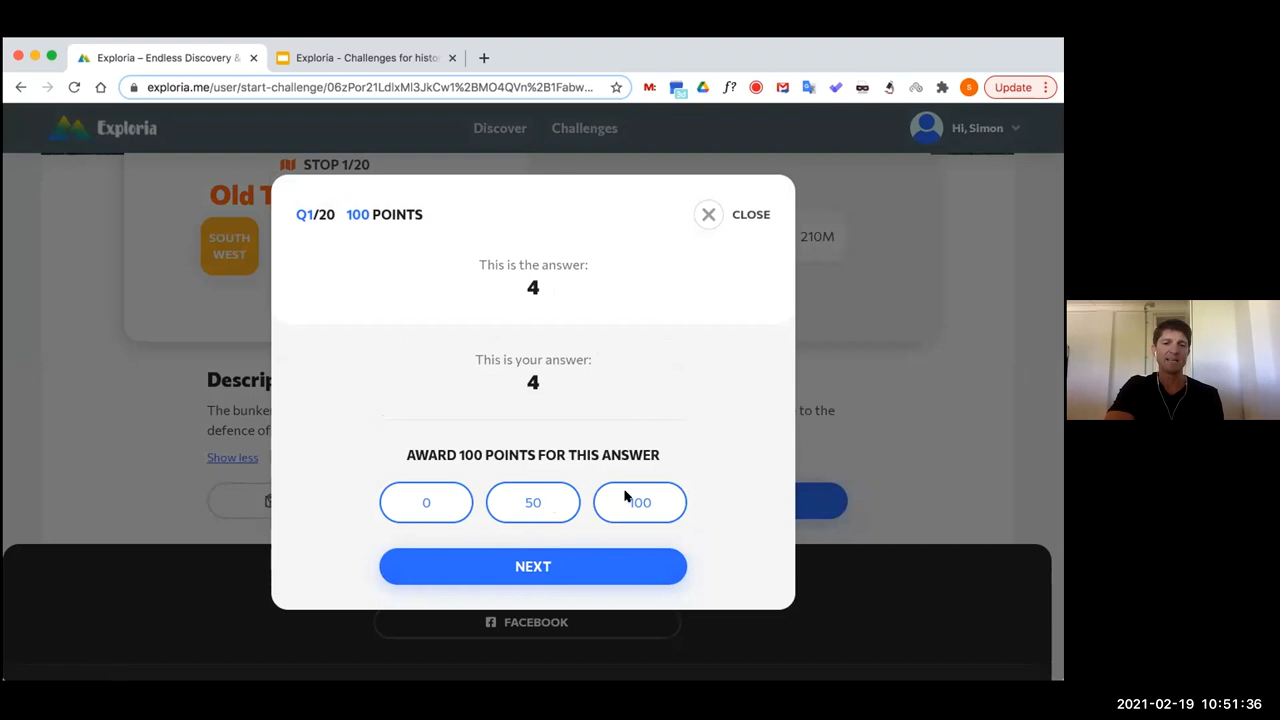 Exploria – Endless Discovery &
Exploria - Challenges for histo
exploria.me/user/start-challenge/06zPor21LdlxMl3JkCw1%2BMO4QVn%2B1Fabw...
M:
f?
S
Update
Exploria
Discover
Challenges
Hi, Simon
STOP 1/20
Old T
SOUTH
WEST
210M
Q1/20 100 POINTS
CLOSE
This is the answer:
4
This is your answer:
4
AWARD 100 POINTS FOR THIS ANSWER
0
50
100
NEXT
Descrip
The bunke
to the
defence of
Show less
FACEBOOK
2021-02-19 10:51:36